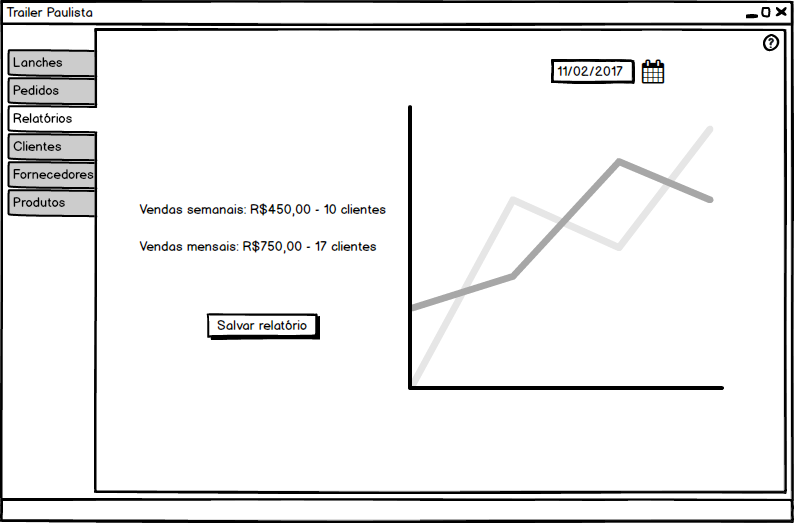 Trailer Paulista
?
Lanches
Pedidos
Relatórios
Clientes
Fornecedores
Produtos
11/02/2017
Vendas semanais: R$450,00 - 10 clientes
Vendas mensais: R$750,00 - 17 clientes
Salvar relatório